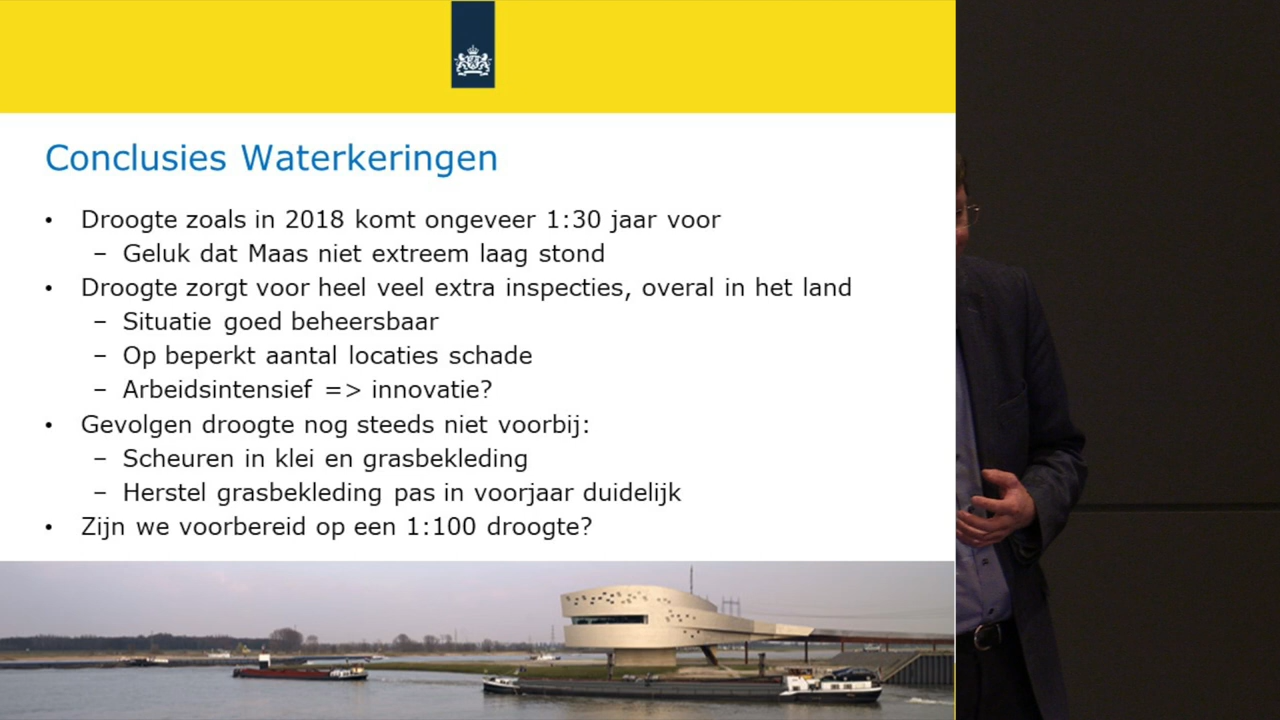 Conclusies Waterkeringen
• Droogte zoals in 2018 komt ongeveer 1:30 jaar voor
– Geluk dat Maas niet extreem laag stond
• Droogte zorgt voor heel veel extra inspecties, overal in het land
– Situatie goed beheersbaar
– Op beperkt aantal locaties schade
– Arbeidsintensief => innovatie?
• Gevolgen droogte nog steeds niet voorbij:
– Scheuren in klei en grasbekleding
– Herstel grasbekleding pas in voorjaar duidelijk
• Zijn we voorbereid op een 1:100 droogte?